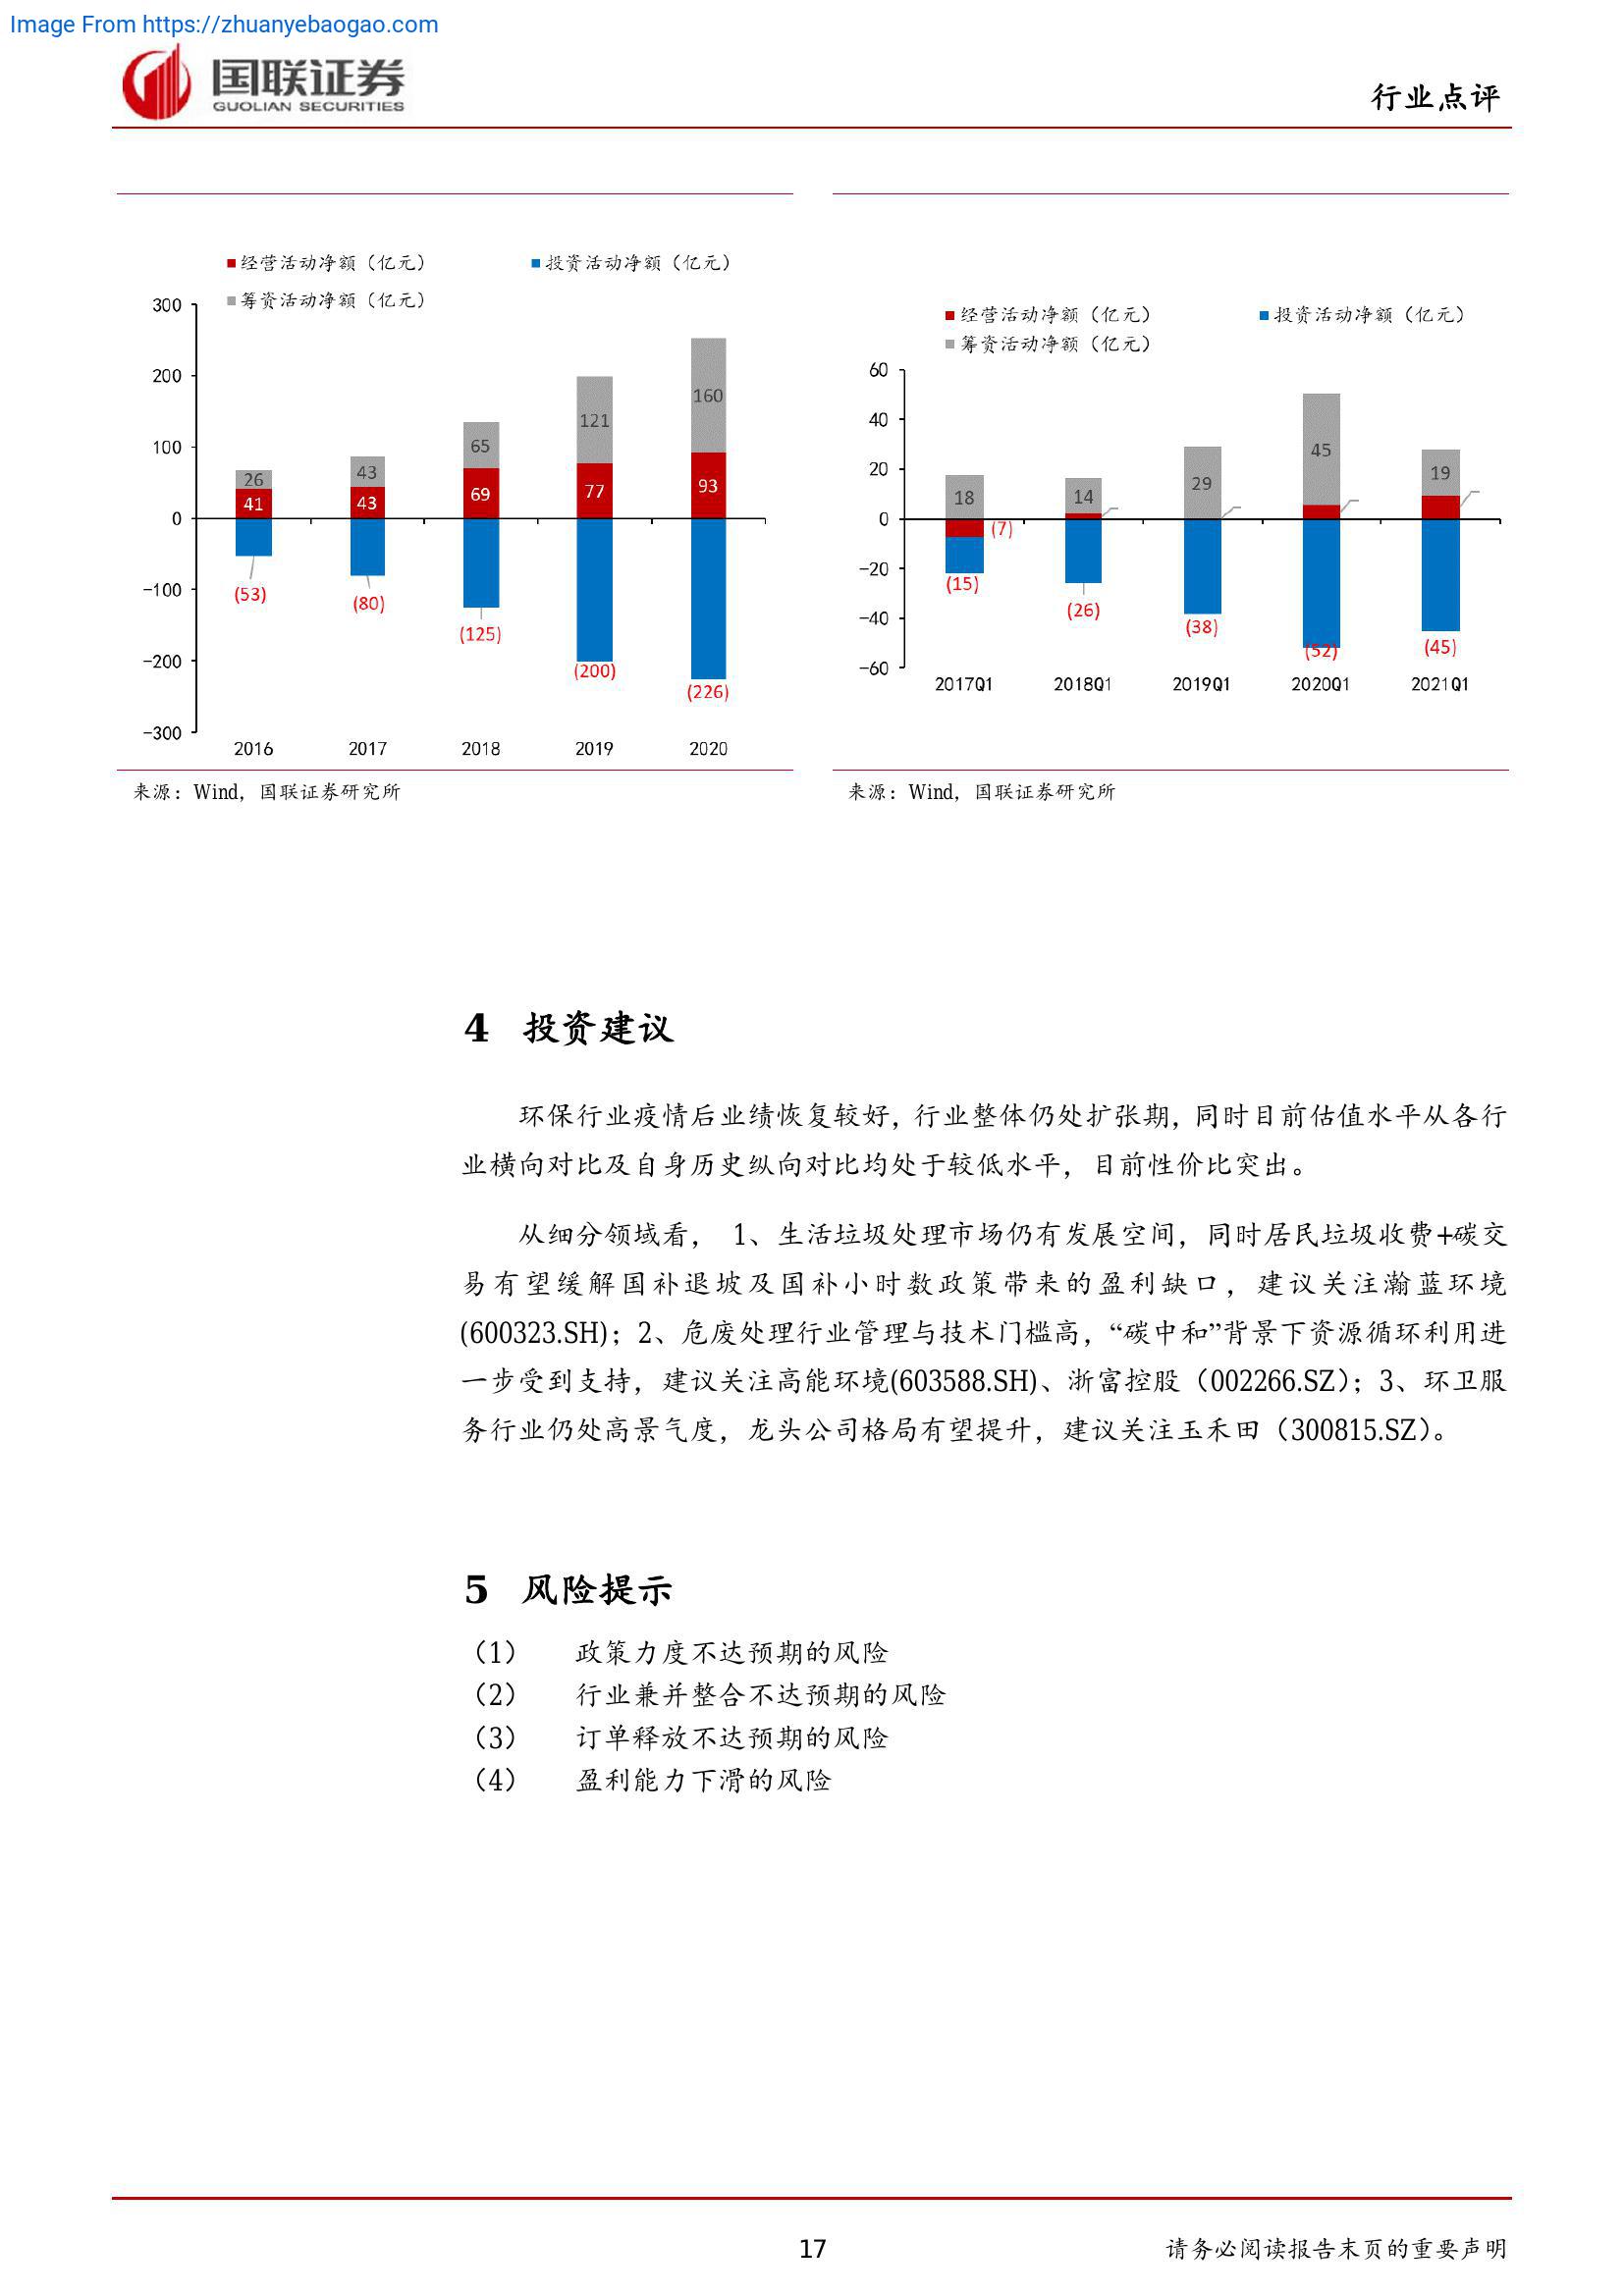 Image From https://zhuanyebaogao.com
国联证券
GUOLIAN SECURITIES
行业点评
经营活动净额（亿元）
投资活动净额（亿元）
筹资活动净额（亿元）
300
200
100
0
-100
-200
-300
26
43
65
121
160
41
43
69
77
93
(53)
(80)
(125)
(200)
(226)
2016
2017
2018
2019
2020
来源：Wind，国联证券研究所
经营活动净额（亿元）
投资活动净额（亿元）
筹资活动净额（亿元）
60
40
20
0
-20
-40
-60
18
14
29
45
19
(7)
(15)
(26)
(38)
(52)
(45)
2017Q1
2018Q1
2019Q1
2020Q1
2021Q1
来源：Wind，国联证券研究所
4 投资建议
环保行业疫情后业绩恢复较好，行业整体仍处扩张期，同时目前估值水平从各行
业横向对比及自身历史纵向对比均处于较低水平，目前性价比突出。
从细分领域看， 1、生活垃圾处理市场仍有发展空间，同时居民垃圾收费+碳交
易有望缓解国补退坡及国补小时数政策带来的盈利缺口，建议关注瀚蓝环境
(600323.SH)；2、危废处理行业管理与技术门槛高，“碳中和”背景下资源循环利用进
一步受到支持，建议关注高能环境(603588.SH)、浙富控股（002266.SZ）；3、环卫服
务行业仍处高景气度，龙头公司格局有望提升，建议关注玉禾田（300815.SZ）。
5 风险提示
（1） 政策力度不达预期的风险
（2） 行业兼并整合不达预期的风险
（3） 订单释放不达预期的风险
（4） 盈利能力下滑的风险
17
请务必阅读报告末页的重要声明